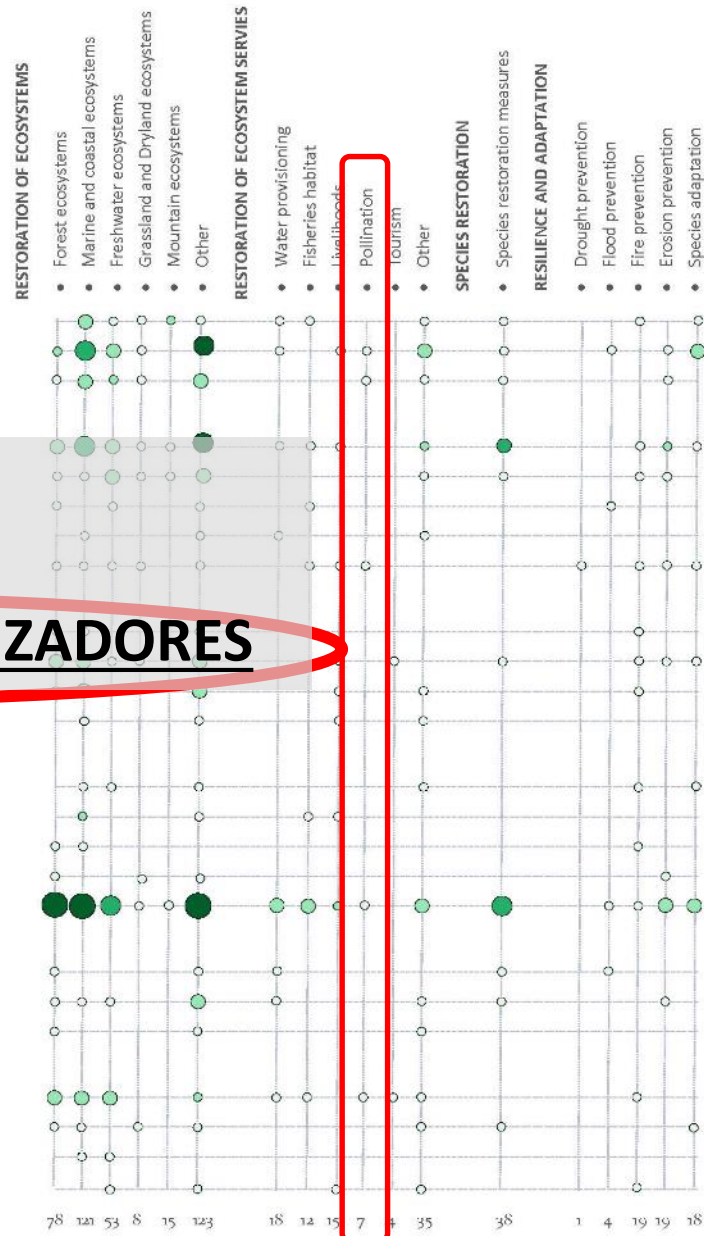 RESTORATION OF ECOSYSTEMS
• Forest ecosystems
• Marine and coastal ecosystems
• Freshwater ecosystems
• Grassland and Dryland ecosystems
• Mountain ecosystems
• Other
RESTORATION OF ECOSYSTEM SERVIES
• Water provisioning
• Fisheries habitat
• Livelihoods
• Pollination
• Tourism
• Other
SPECIES RESTORATION
• Species restoration measures
RESILIENCE AND ADAPTATION
• Drought prevention
• Flood prevention
• Fire prevention
• Erosion prevention
• Species adaptation
ZADORES
78 121 53 8 15 123 18 12 15 7 4 35 38 1 4 19 19 18